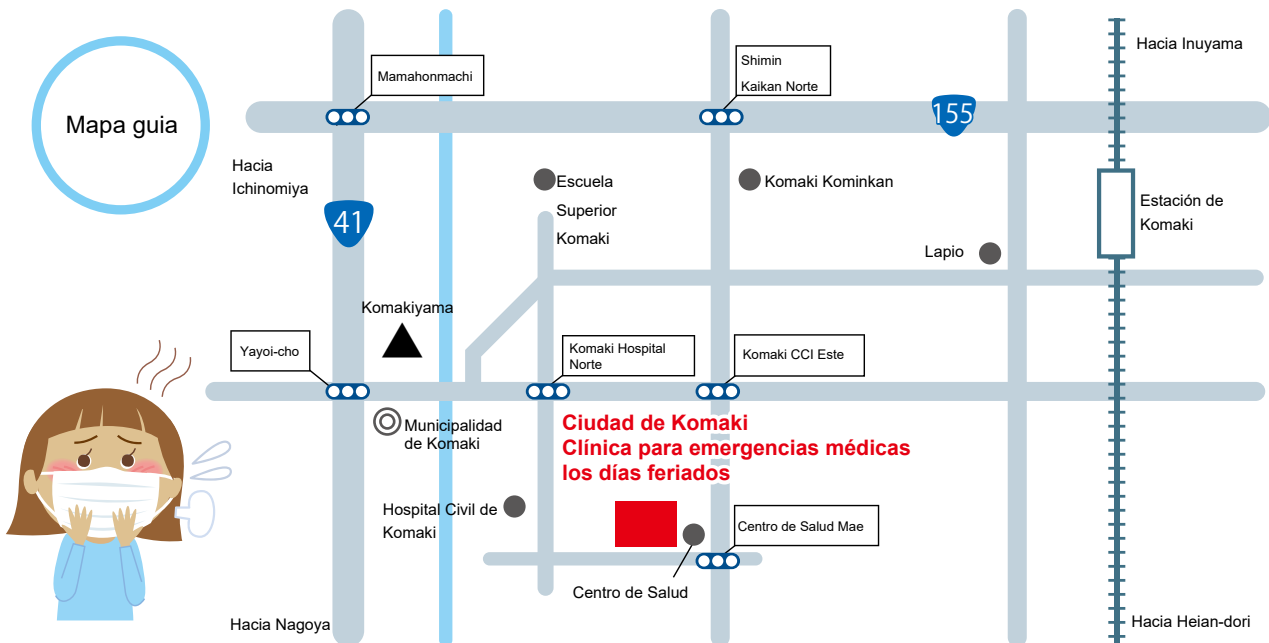 Mapa guia
Mamahonmachi
Shimin
Kaikan Norte
Hacia Inuyama
155
Hacia
Ichinomiya
41
Escuela
Superior
Komaki
Komaki Kominkan
Estación de
Komaki
Lapio
Komakiyama
Yayoi-cho
Komaki Hospital
Norte
Komaki CCI Este
Municipalidad
de Komaki
Ciudad de Komaki
Clínica para emergencias médicas
los días feriados
Hospital Civil de
Komaki
Centro de Salud Mae
Centro de Salud
Hacia Nagoya
Hacia Heian-dori